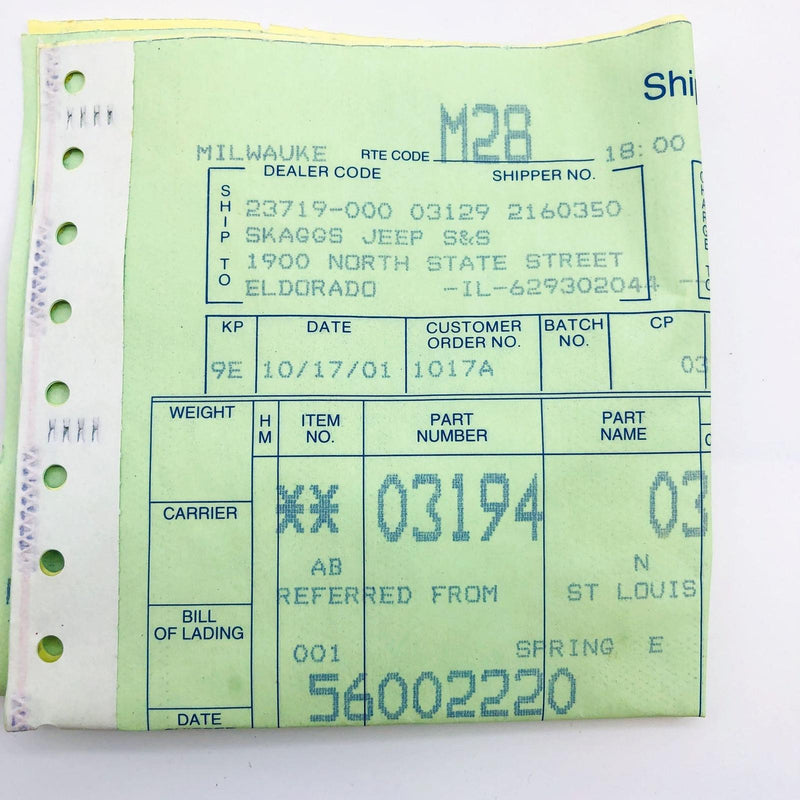 Shi
MILWAUKE RTE CODE M28 18:00
DEALER CODE SHIPPER NO.
SHIP TO
23719-000 03129 2160350
SKAGGS JEEP S&S
1900 NORTH STATE STREET
ELDORADO -IL-629302044
KP DATE CUSTOMER ORDER NO. BATCH NO. CP
9E 10/17/01 1017A 03
WEIGHT HM ITEM NO. PART NUMBER PART NAME
** 03194 03
CARRIER
AB N
REFERRED FROM ST LOUIS
BILL
OF LADING
001 SPRING E
56002220
DATE